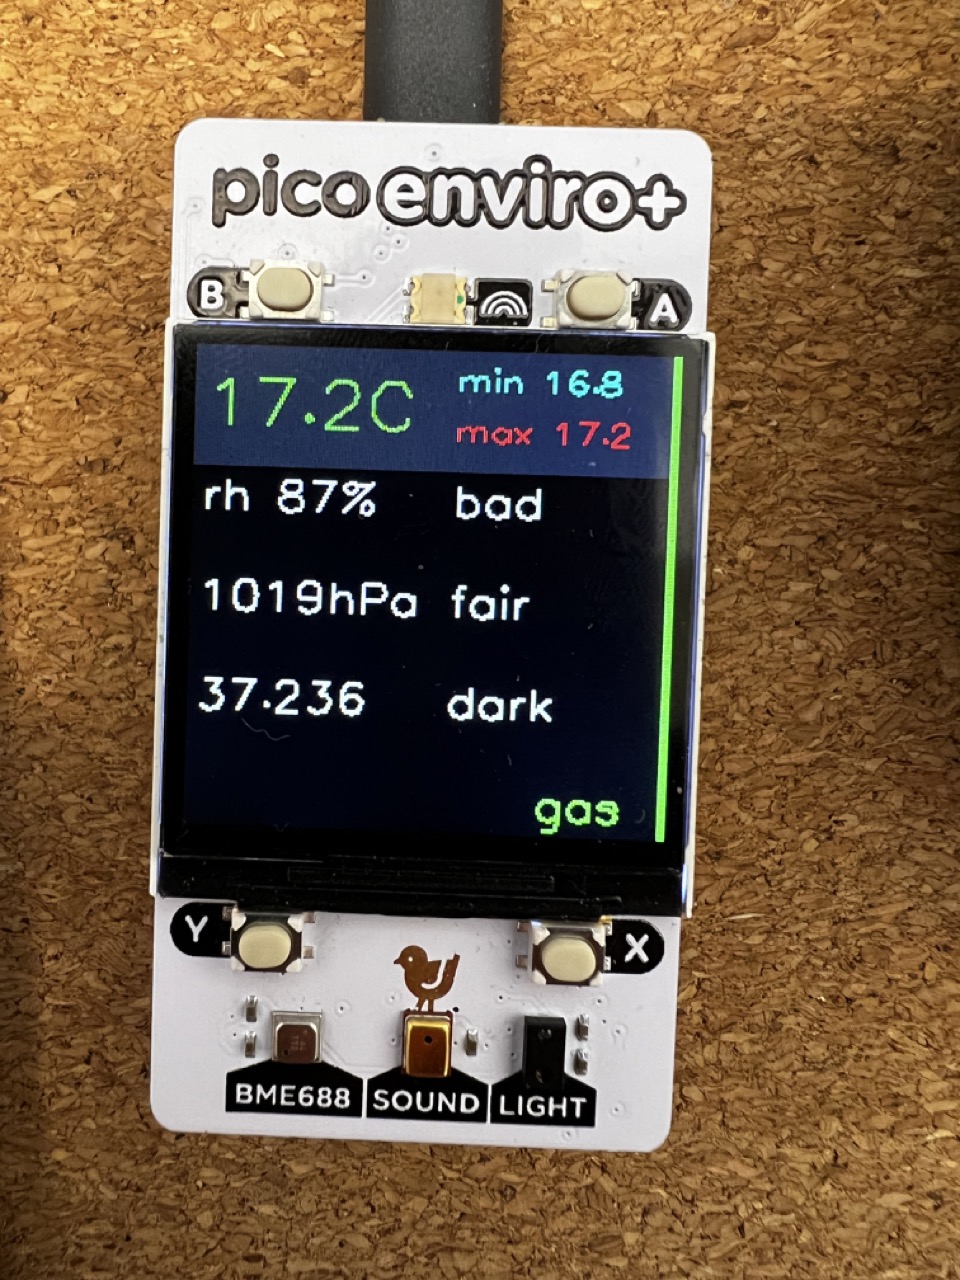 pico enviro+
B A
17.2C min 16.8
max 17.2
rh 87% bad
1019hPa fair
37.236 dark
gas
Y X
BME688 SOUND LIGHT